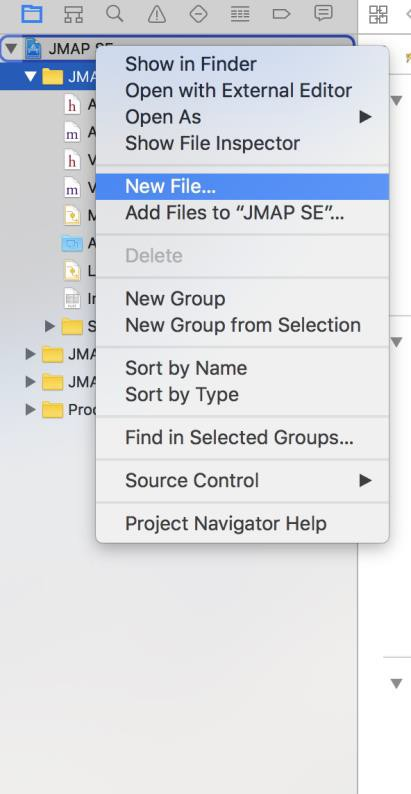 JMAP SE
JMA
h A
m A
h V
m V
M
A
L
In
S
JMA
JMA
Prod
Show in Finder
Open with External Editor
Open As
Show File Inspector
New File...
Add Files to “JMAP SE”...
Delete
New Group
New Group from Selection
Sort by Name
Sort by Type
Find in Selected Groups...
Source Control
Project Navigator Help